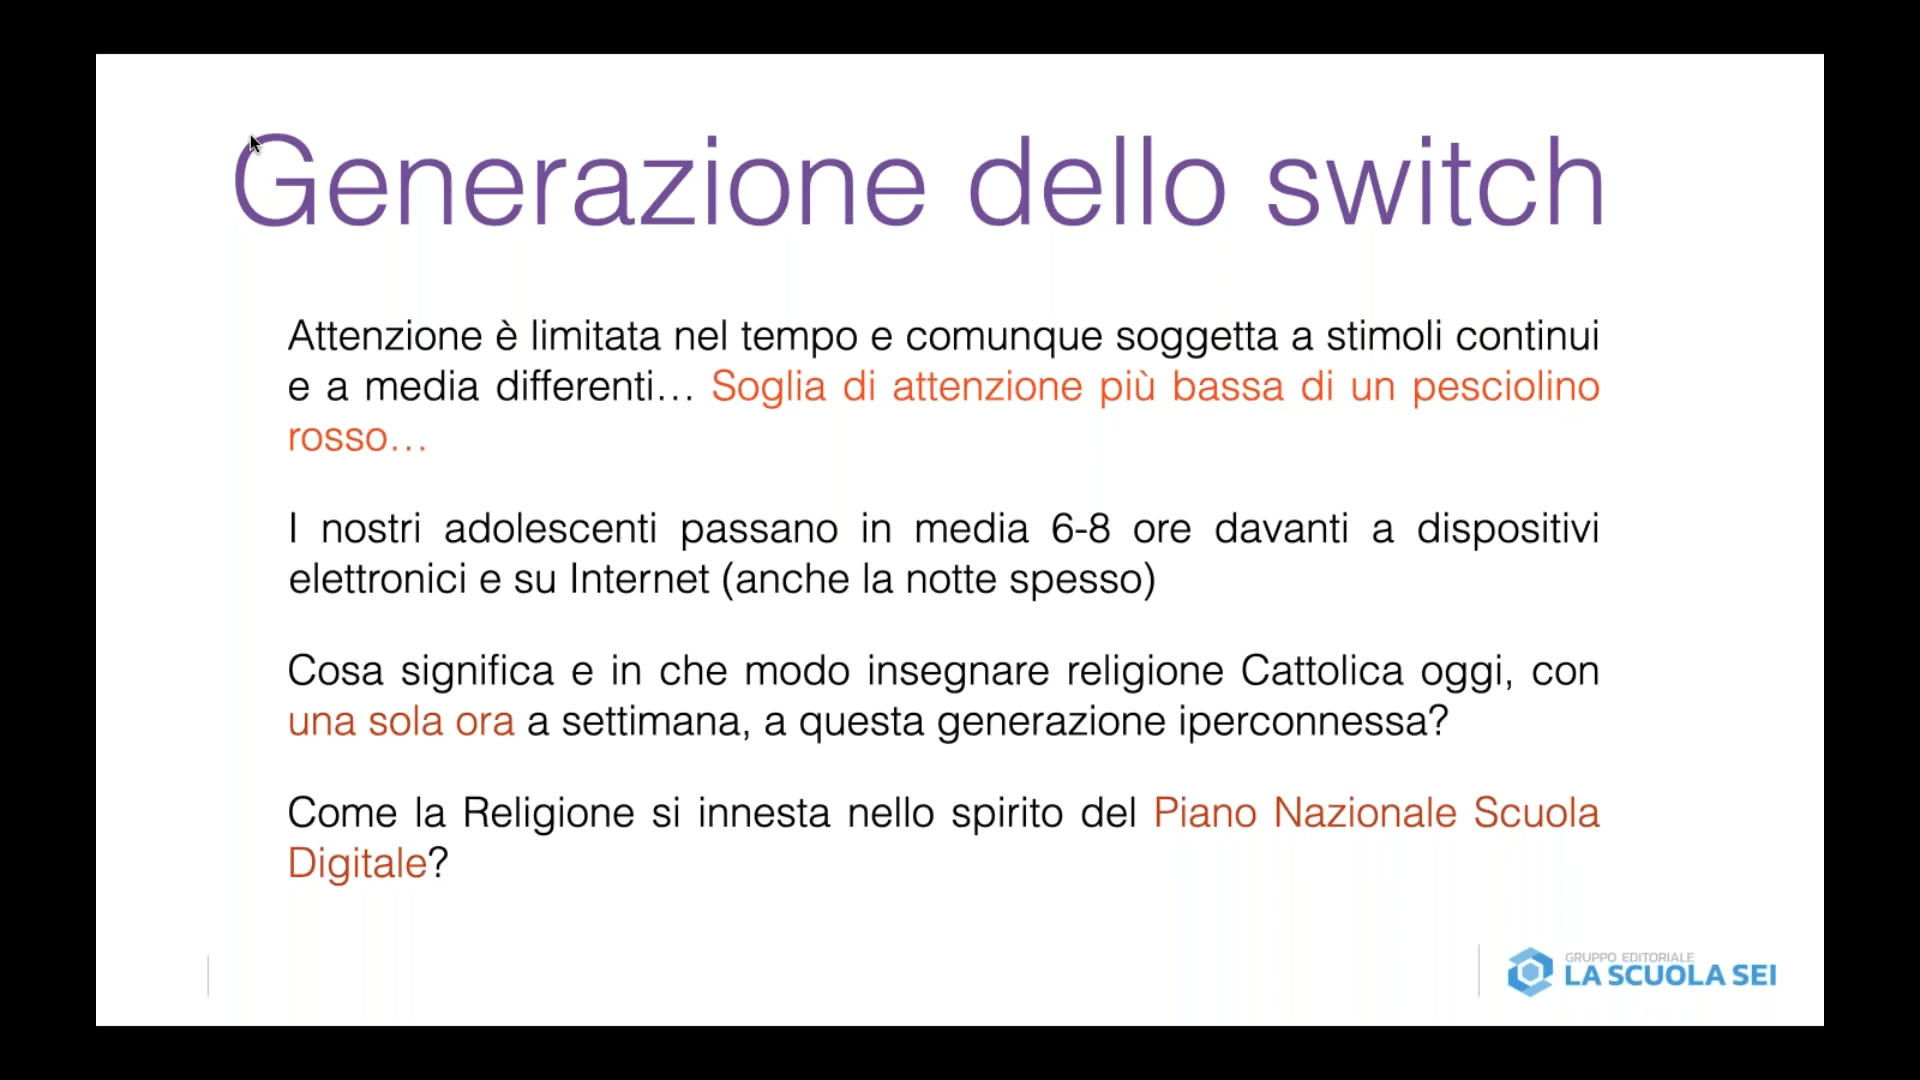 Generazione dello switch
Attenzione è limitata nel tempo e comunque soggetta a stimoli continui
e a media differenti… Soglia di attenzione più bassa di un pesciolino
rosso…
I nostri adolescenti passano in media 6-8 ore davanti a dispositivi
elettronici e su Internet (anche la notte spesso)
Cosa significa e in che modo insegnare religione Cattolica oggi, con
una sola ora a settimana, a questa generazione iperconnessa?
Come la Religione si innesta nello spirito del Piano Nazionale Scuola
Digitale?
GRUPPO EDITORIALE
LA SCUOLA SEI